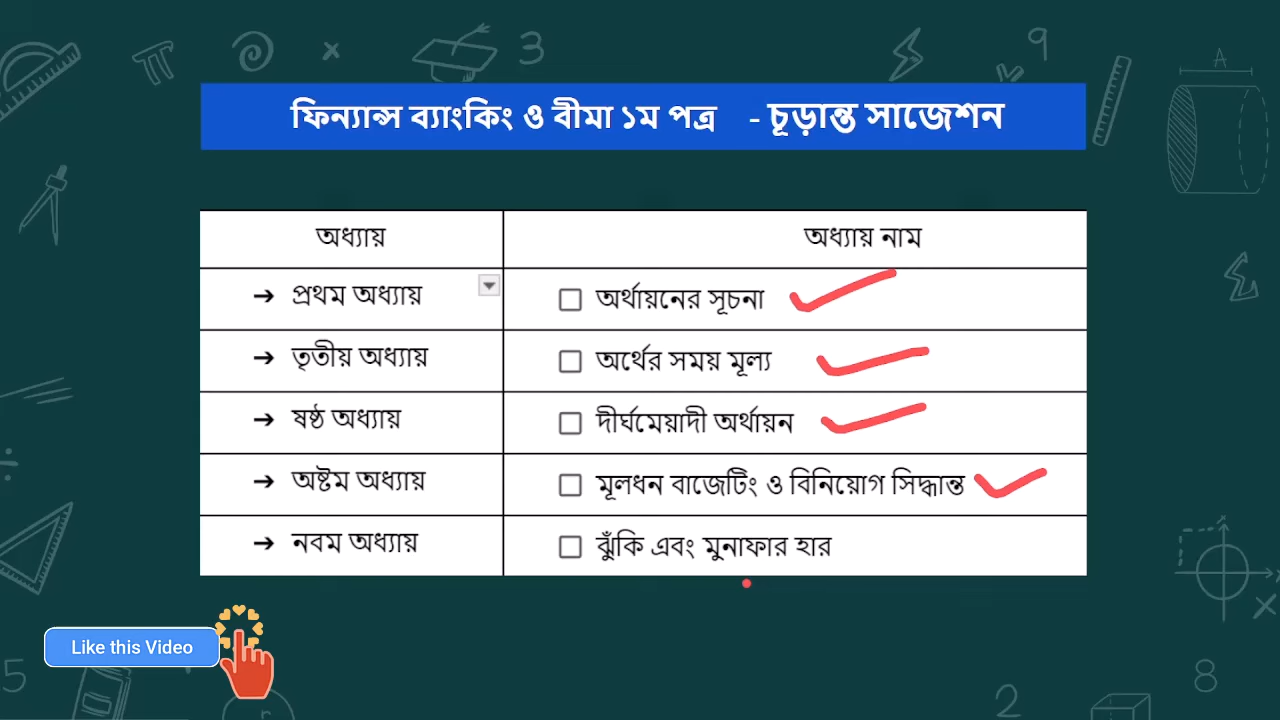 ফিন্যান্স ব্যাংকিং ও বীমা ১ম পত্র - চূড়ান্ত সাজেশন
অধ্যায় অধ্যায় নাম
➔ প্রথম অধ্যায় ☐ অর্থায়নের সূচনা
➔ তৃতীয় অধ্যায় ☐ অর্থের সময় মূল্য
➔ ষষ্ঠ অধ্যায় ☐ দীর্ঘমেয়াদী অর্থায়ন
➔ অষ্টম অধ্যায় ☐ মূলধন বাজেটিং ও বিনিয়োগ সিদ্ধান্ত
➔ নবম অধ্যায় ☐ ঝুঁকি এবং মুনাফার হার
Like this Video